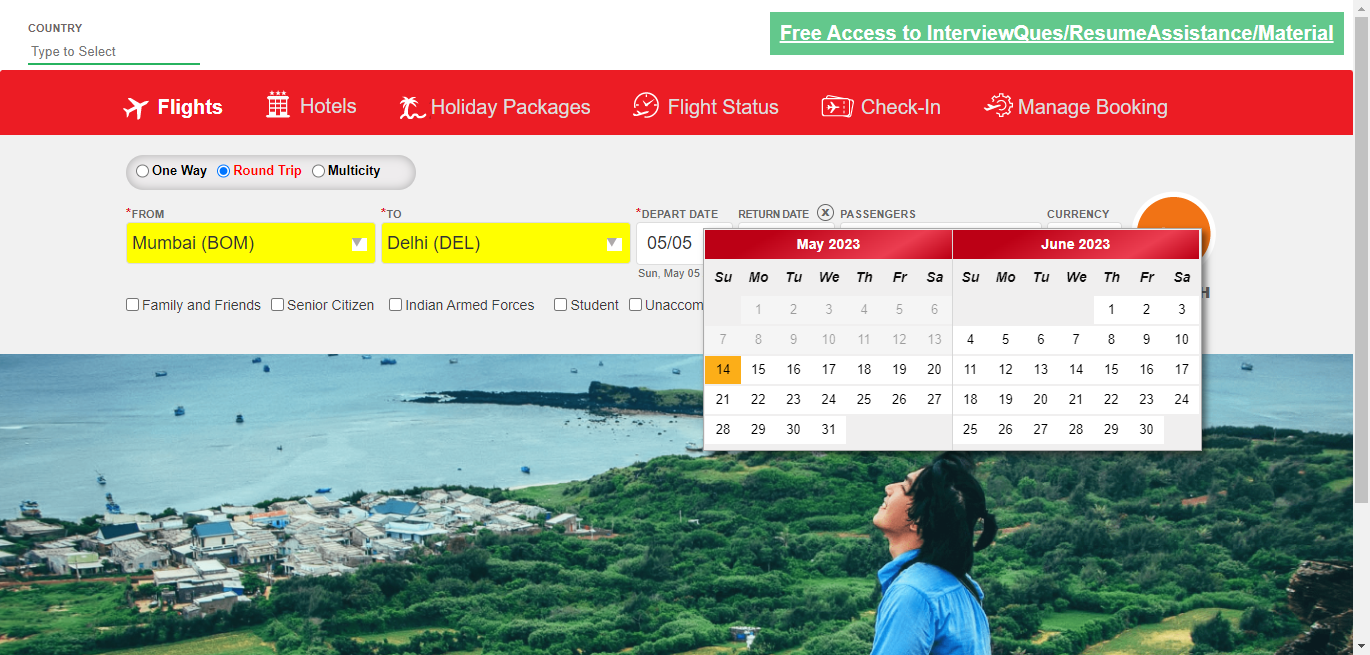 COUNTRY
Type to Select
Free Access to InterviewQues/ResumeAssistance/Material
Flights Hotels Holiday Packages Flight Status Check-In Manage Booking
One Way Round Trip Multicity
*FROM *TO *DEPART DATE RETURN DATE X PASSENGERS CURRENCY
Mumbai (BOM) Delhi (DEL) 05/05
Sun, May 05
Family and Friends Senior Citizen Indian Armed Forces Student Unaccom
H
May 2023
Su Mo Tu We Th Fr Sa
1 2 3 4 5 6
7 8 9 10 11 12 13
14 15 16 17 18 19 20
21 22 23 24 25 26 27
28 29 30 31
June 2023
Su Mo Tu We Th Fr Sa
1 2 3
4 5 6 7 8 9 10
11 12 13 14 15 16 17
18 19 20 21 22 23 24
25 26 27 28 29 30